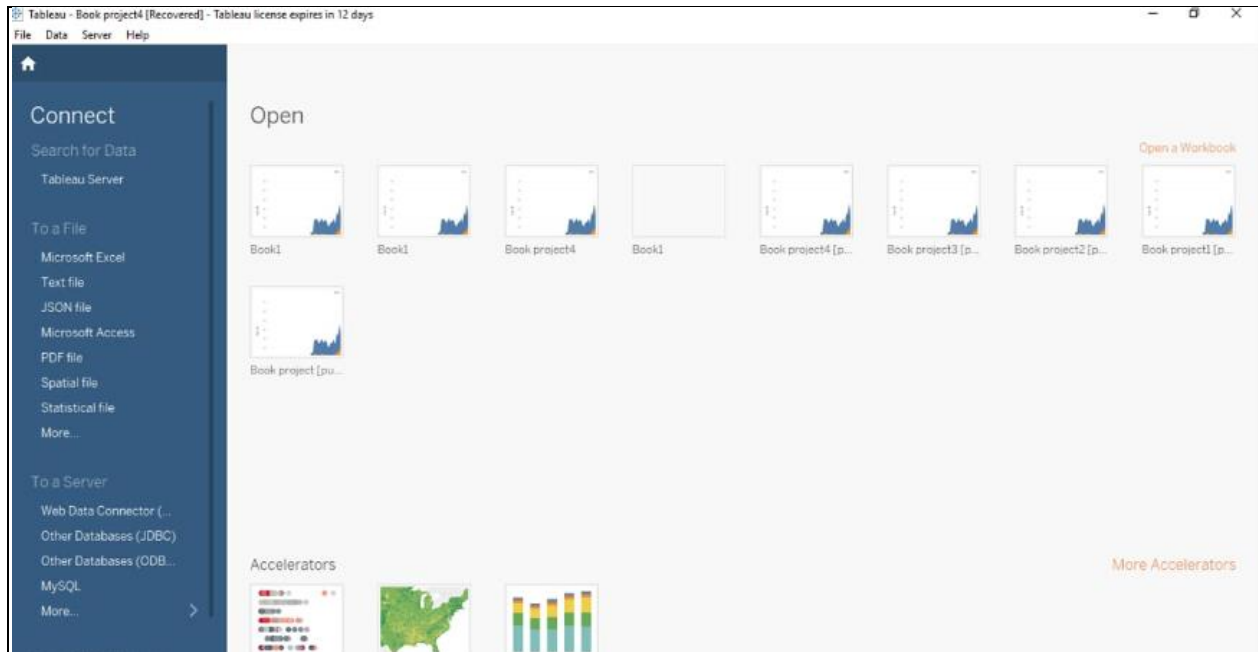 Tableau - Book project4 [Recovered] - Tableau license expires in 12 days
File Data Server Help
Connect
Search for Data
Tableau Server
To a File
Microsoft Excel
Text file
JSON file
Microsoft Access
PDF file
Spatial file
Statistical file
More...
To a Server
Web Data Connector (...
Other Databases (JDBC)
Other Databases (ODB...
MySQL
More...
Open
Open a Workbook
Book1 Book1 Book project4 Book1 Book project4 [p... Book project3 [p... Book project2 [p... Book project1 [p...
Book project [pu...
Accelerators More Accelerators